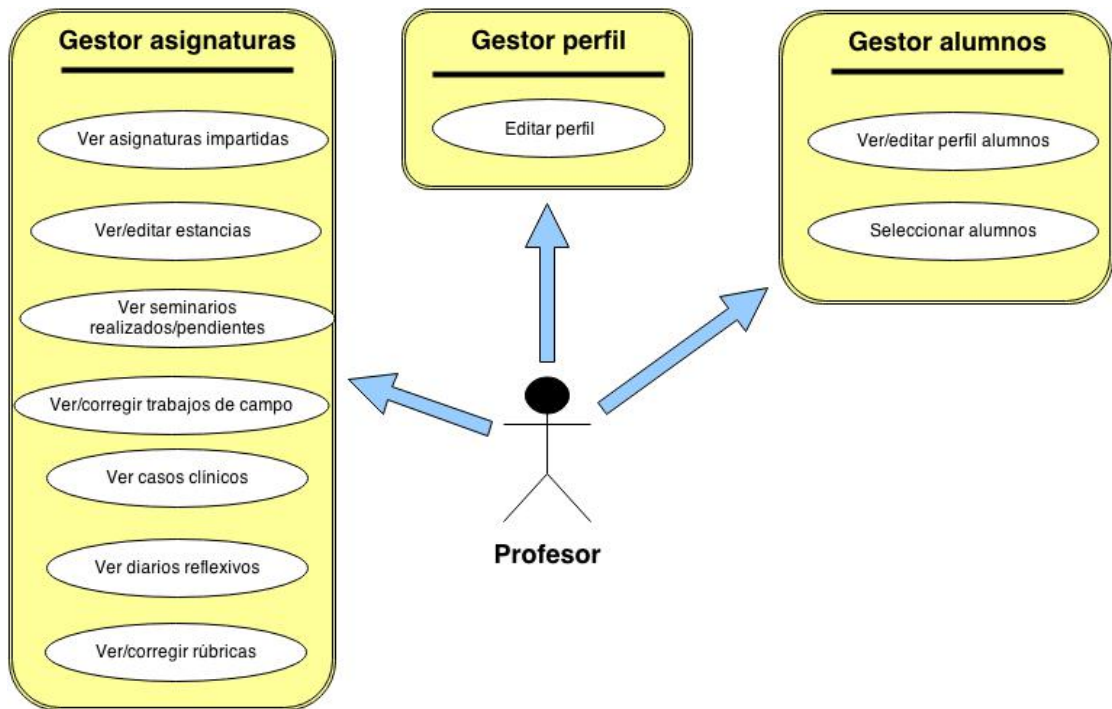 Gestor asignaturas
Ver asignaturas impartidas
Ver/editar estancias
Ver seminarios
realizados/pendientes
Ver/corregir trabajos de campo
Ver casos clínicos
Ver diarios reflexivos
Ver/corregir rúbricas
Gestor perfil
Editar perfil
Gestor alumnos
Ver/editar perfil alumnos
Seleccionar alumnos
Profesor